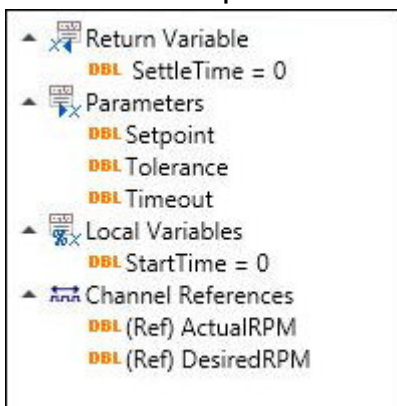 Return Variable
DBL SettleTime = 0
Parameters
DBL Setpoint
DBL Tolerance
DBL Timeout
Local Variables
DBL StartTime = 0
Channel References
DBL (Ref) ActualRPM
DBL (Ref) DesiredRPM